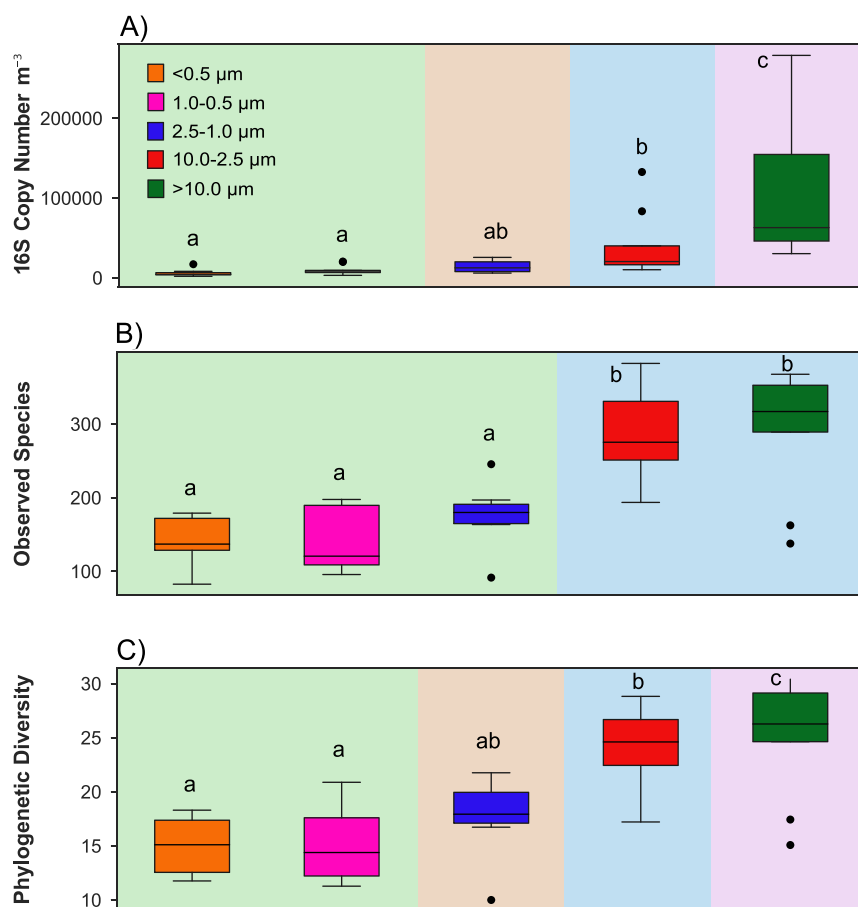 A)
16S Copy Number m⁻³
200000
100000
0
<0.5 µm
1.0-0.5 µm
2.5-1.0 µm
10.0-2.5 µm
>10.0 µm
a
a
ab
b
c
B)
Observed Species
300
200
100
a
a
a
b
b
C)
Phylogenetic Diversity
30
25
20
15
10
a
a
ab
b
c